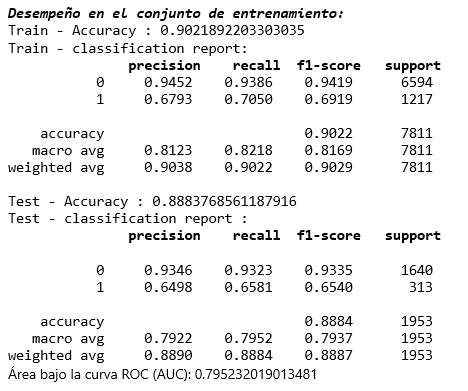 Desempeño en el conjunto de entrenamiento:
Train - Accuracy : 0.9021892203303035
Train - classification report:
precision recall f1-score support
0 0.9452 0.9386 0.9419 6594
1 0.6793 0.7050 0.6919 1217
accuracy 0.9022 7811
macro avg 0.8123 0.8218 0.8169 7811
weighted avg 0.9038 0.9022 0.9029 7811
Test - Accuracy : 0.8883768561187916
Test - classification report :
precision recall f1-score support
0 0.9346 0.9323 0.9335 1640
1 0.6498 0.6581 0.6540 313
accuracy 0.8884 1953
macro avg 0.7922 0.7952 0.7937 1953
weighted avg 0.8890 0.8884 0.8887 1953
Área bajo la curva ROC (AUC): 0.795232019013481